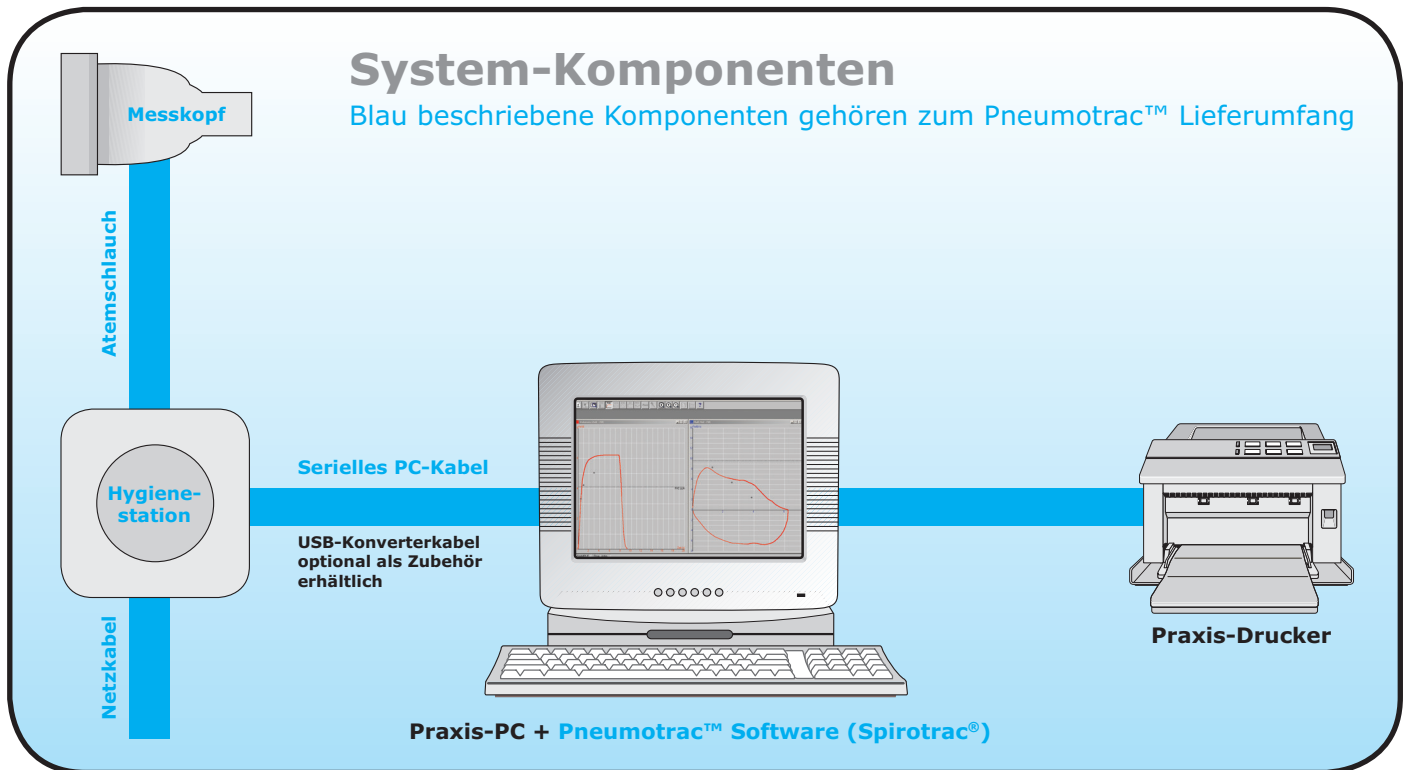 System-Komponenten
Blau beschriebene Komponenten gehören zum Pneumotrac™ Lieferumfang
Messkopf
Atemschlauch
Hygiene-
station
Serielles PC-Kabel
USB-Konverterkabel
optional als Zubehör
erhältlich
Netzkabel
Praxis-PC + Pneumotrac™ Software (Spirotrac®)
Praxis-Drucker